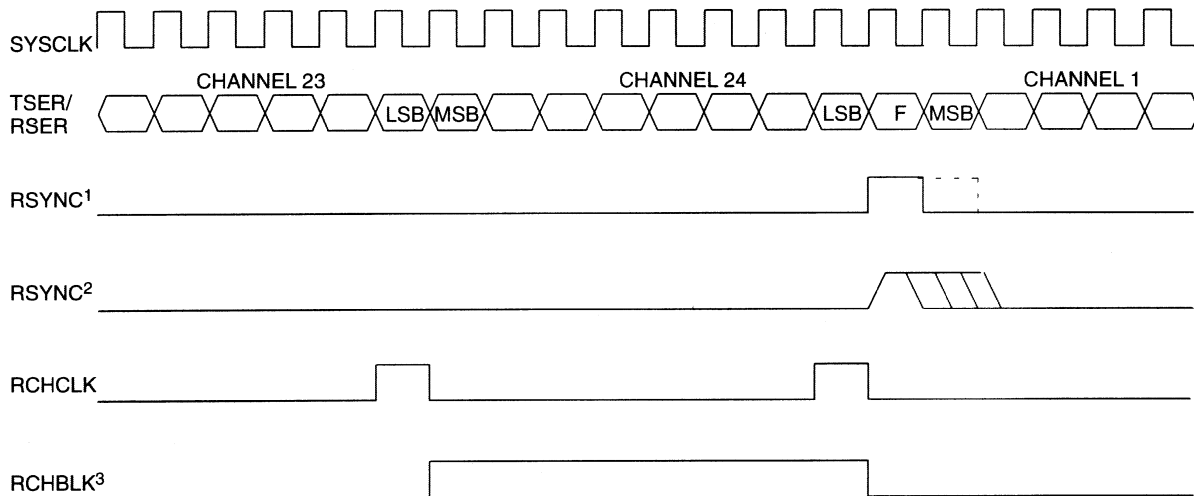 SYSCLK
CHANNEL 23 CHANNEL 24 CHANNEL 1
TSER/
RSER
LSB MSB LSB F MSB
RSYNC1
RSYNC2
RCHCLK
RCHBLK3